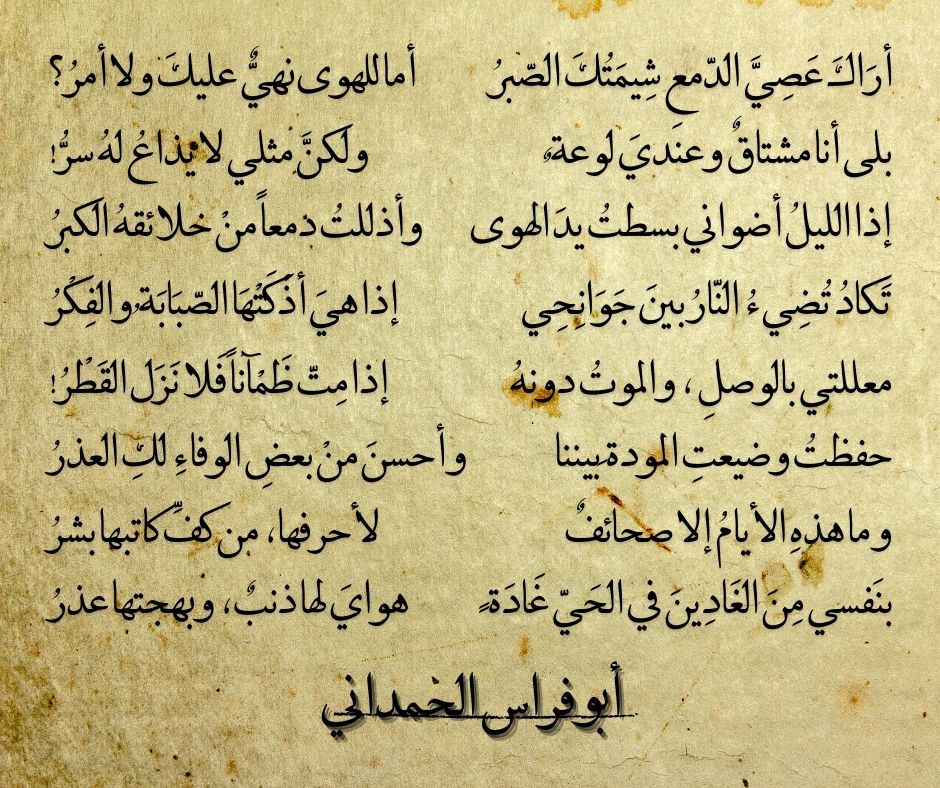 أرَاكَ عَصِيَّ الدّمعِ شِيمَتُكَ الصّبرُ أما للهوى نهيٌّ عليكَ ولا أمرُ؟
بلى أنا مشتاقٌ وعنديَ لوعةٌ ولكنَّ مثلي لا يذاعُ لهُ سرُّ!
إذا الليلُ أضواني بسطتُ يدَ الهوى وأذللتُ دمعاً منْ خلائقهُ الكبرُ
تَكادُ تُضِيءُ النّارُ بينَ جَوَانِحِي إذا هيَ أذْكَتْهَا الصّبَابَةُ والفِكْرُ
معللتي بالوصلِ، والموتُ دونهُ إذا مِتّ ظَمْآناً فَلا نَزَل القَطْرُ!
حفظتُ وضيعتِ المودةَ بيننا وأحسنَ منْ بعضِ الوفاءِ لكِ العذرُ
وما هذهِ الأيامُ إلا صحائفٌ لأحرفها، من كفِّ كاتبها بشرُ
بنَفسي مِنَ الغَادِينَ في الحَيّ غَادَةً هوايَ لها ذنبٌ، وبهجتها عذرُ
أبو فراس الحمداني